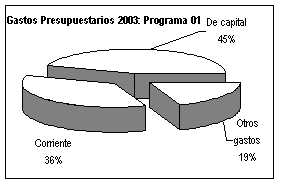 Gastos Presupuestarios 2003: Programa 01
De capital
45%
Otros
gastos
19%
Corriente
36%